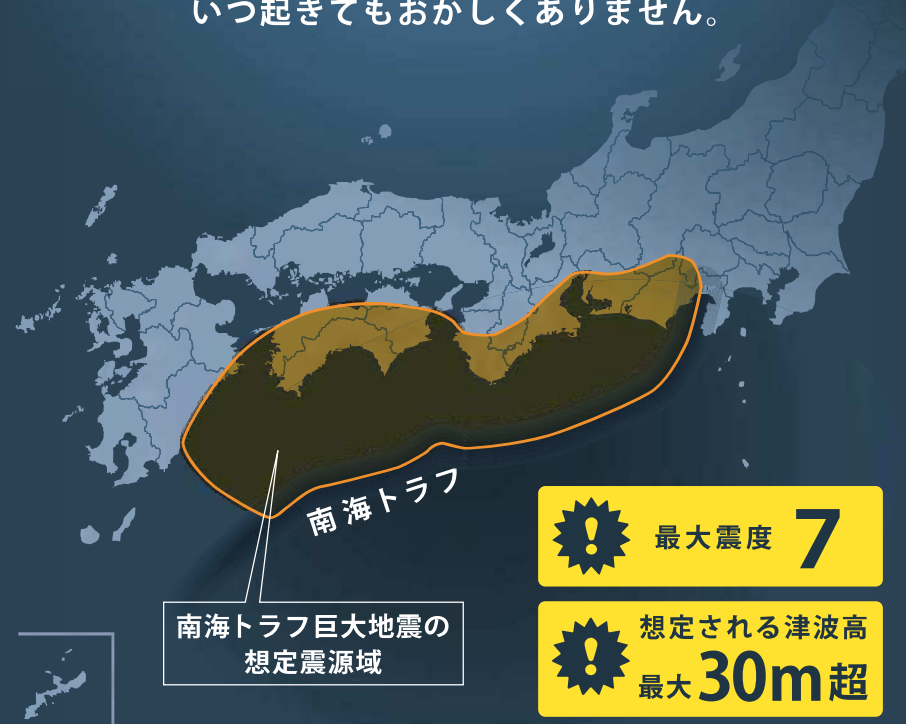 いつ起きてもおかしくありません。
南海トラフ
南海トラフ巨大地震の
想定震源域
最大震度 7
想定される津波高
最大30m超